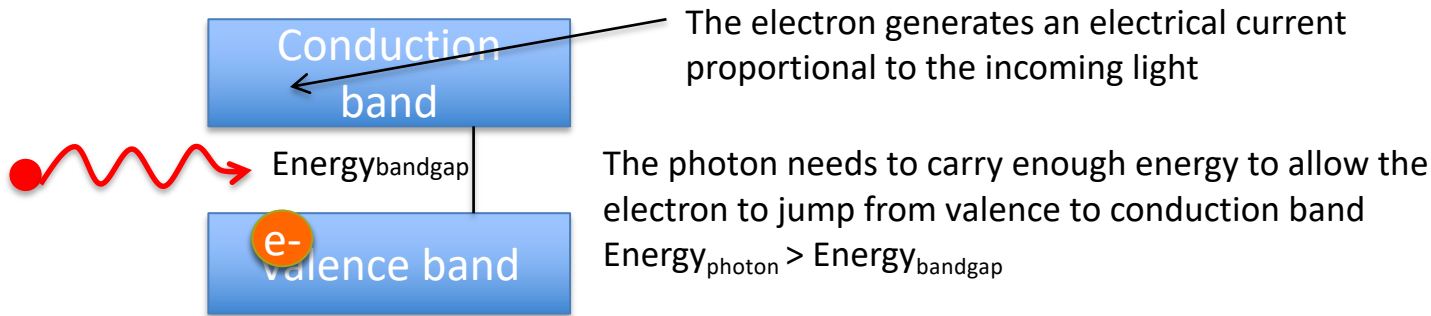 Conduction
band
The electron generates an electrical current
proportional to the incoming light
Energybandgap
The photon needs to carry enough energy to allow the
electron to jump from valence to conduction band
Energyphoton > Energybandgap
e-
Valence band